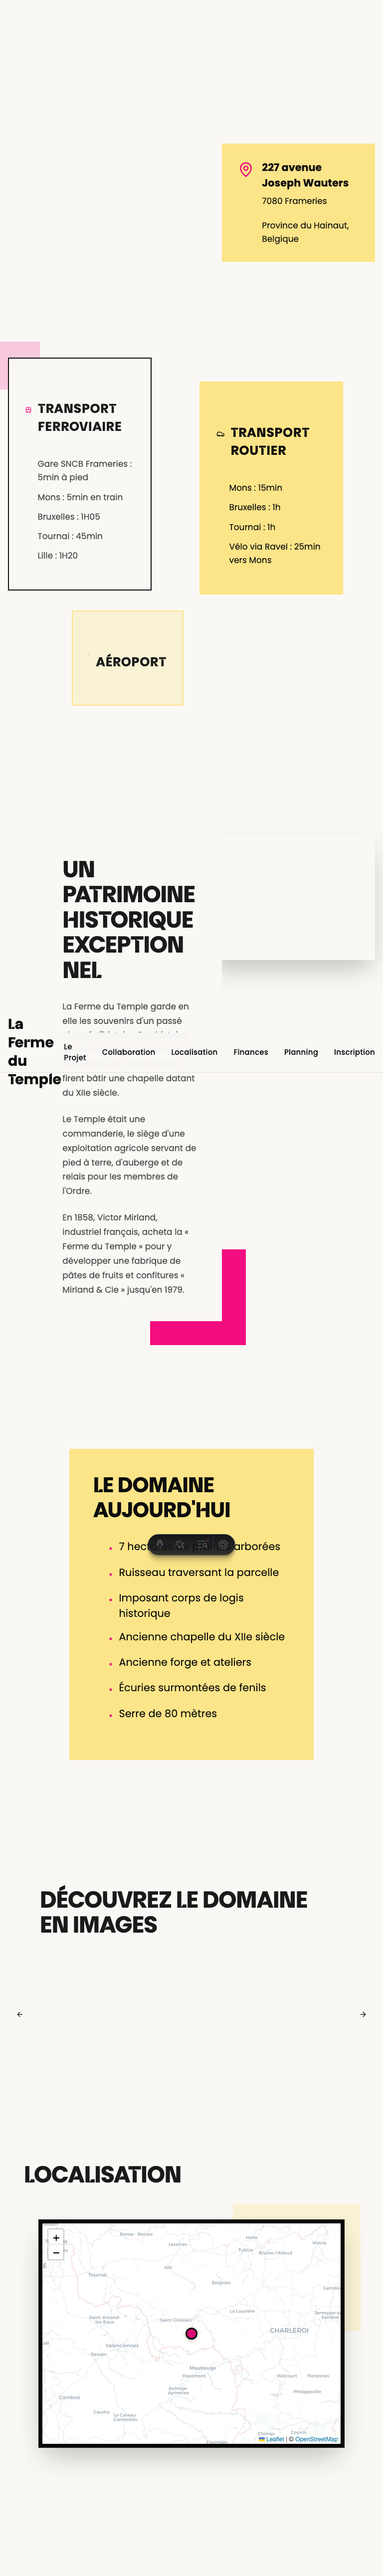 227 avenue
Joseph Wauters
7080 Frameries
Province du Hainaut,
Belgique
TRANSPORT
FERROVIAIRE
Gare SNCB Frameries :
5min à pied
Mons : 5min en train
Bruxelles : 1H05
Tournai : 45min
Lille : 1H20
TRANSPORT
ROUTIER
Mons : 15min
Bruxelles : 1h
Tournai : 1h
Vélo via Ravel : 25min
vers Mons
AÉROPORT
UN
PATRIMOINE
HISTORIQUE
EXCEPTION
NEL
La Ferme du Temple garde en
elle les souvenirs d'un passé
La
Ferme
du
Temple
Le
Projet
Collaboration
Localisation
Finances
Planning
Inscription
firent bâtir une chapelle datant
du XIIe siècle.
Le Temple était une
commanderie, le siège d'une
exploitation agricole servant de
pied à terre, d'auberge et de
relais pour les membres de
l'Ordre.
En 1858, Victor Mirland,
industriel français, acheta la «
Ferme du Temple » pour y
développer une fabrique de
pâtes de fruits et confitures «
Mirland & Cie » jusqu'en 1979.
LE DOMAINE
AUJOURD'HUI
7 arborées
Ruisseau traversant la parcelle
Imposant corps de logis
historique
Ancienne chapelle du XIIe siècle
Ancienne forge et ateliers
Écuries surmontées de fenils
Serre de 80 mètres
DÉCOUVREZ LE DOMAINE
EN IMAGES
LOCALISATION
+
−
Ronse - Renaix
Halle
Wavre
Lessines
Tubize
Braine-l'Alleud
Ath
Tournai
Soignies
Gembloux
La Louvière
Saint-Amand-
les-Eaux
Saint-Ghislain
CHARLEROI
Valenciennes
Denain
Maubeuge
Hautmont
Walcourt
Florennes
Aulnoye-
Aymeries
Philippeville
Cambrai
Caudry
Le Cateau-
Cambrésis
Chimay
Couvin
Fourmies
Leaflet | © OpenStreetMap